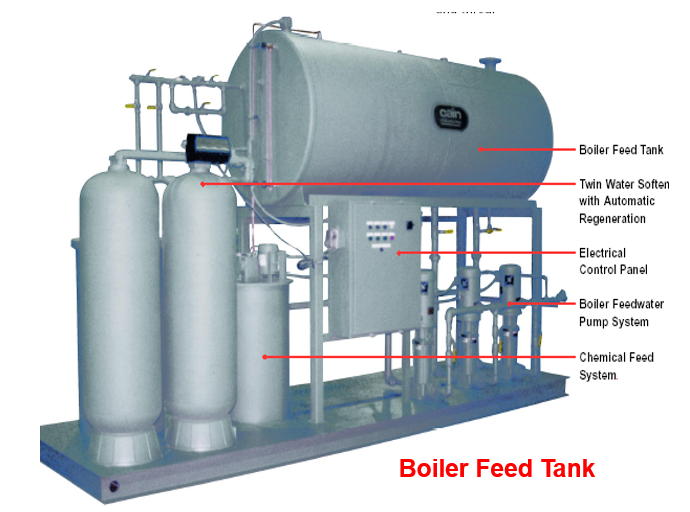 cain
Boiler Feed Tank
Twin Water Soften
with Automatic
Regeneration
Electrical
Control Panel
Boiler Feedwater
Pump System
Chemical Feed
System.
Boiler Feed Tank